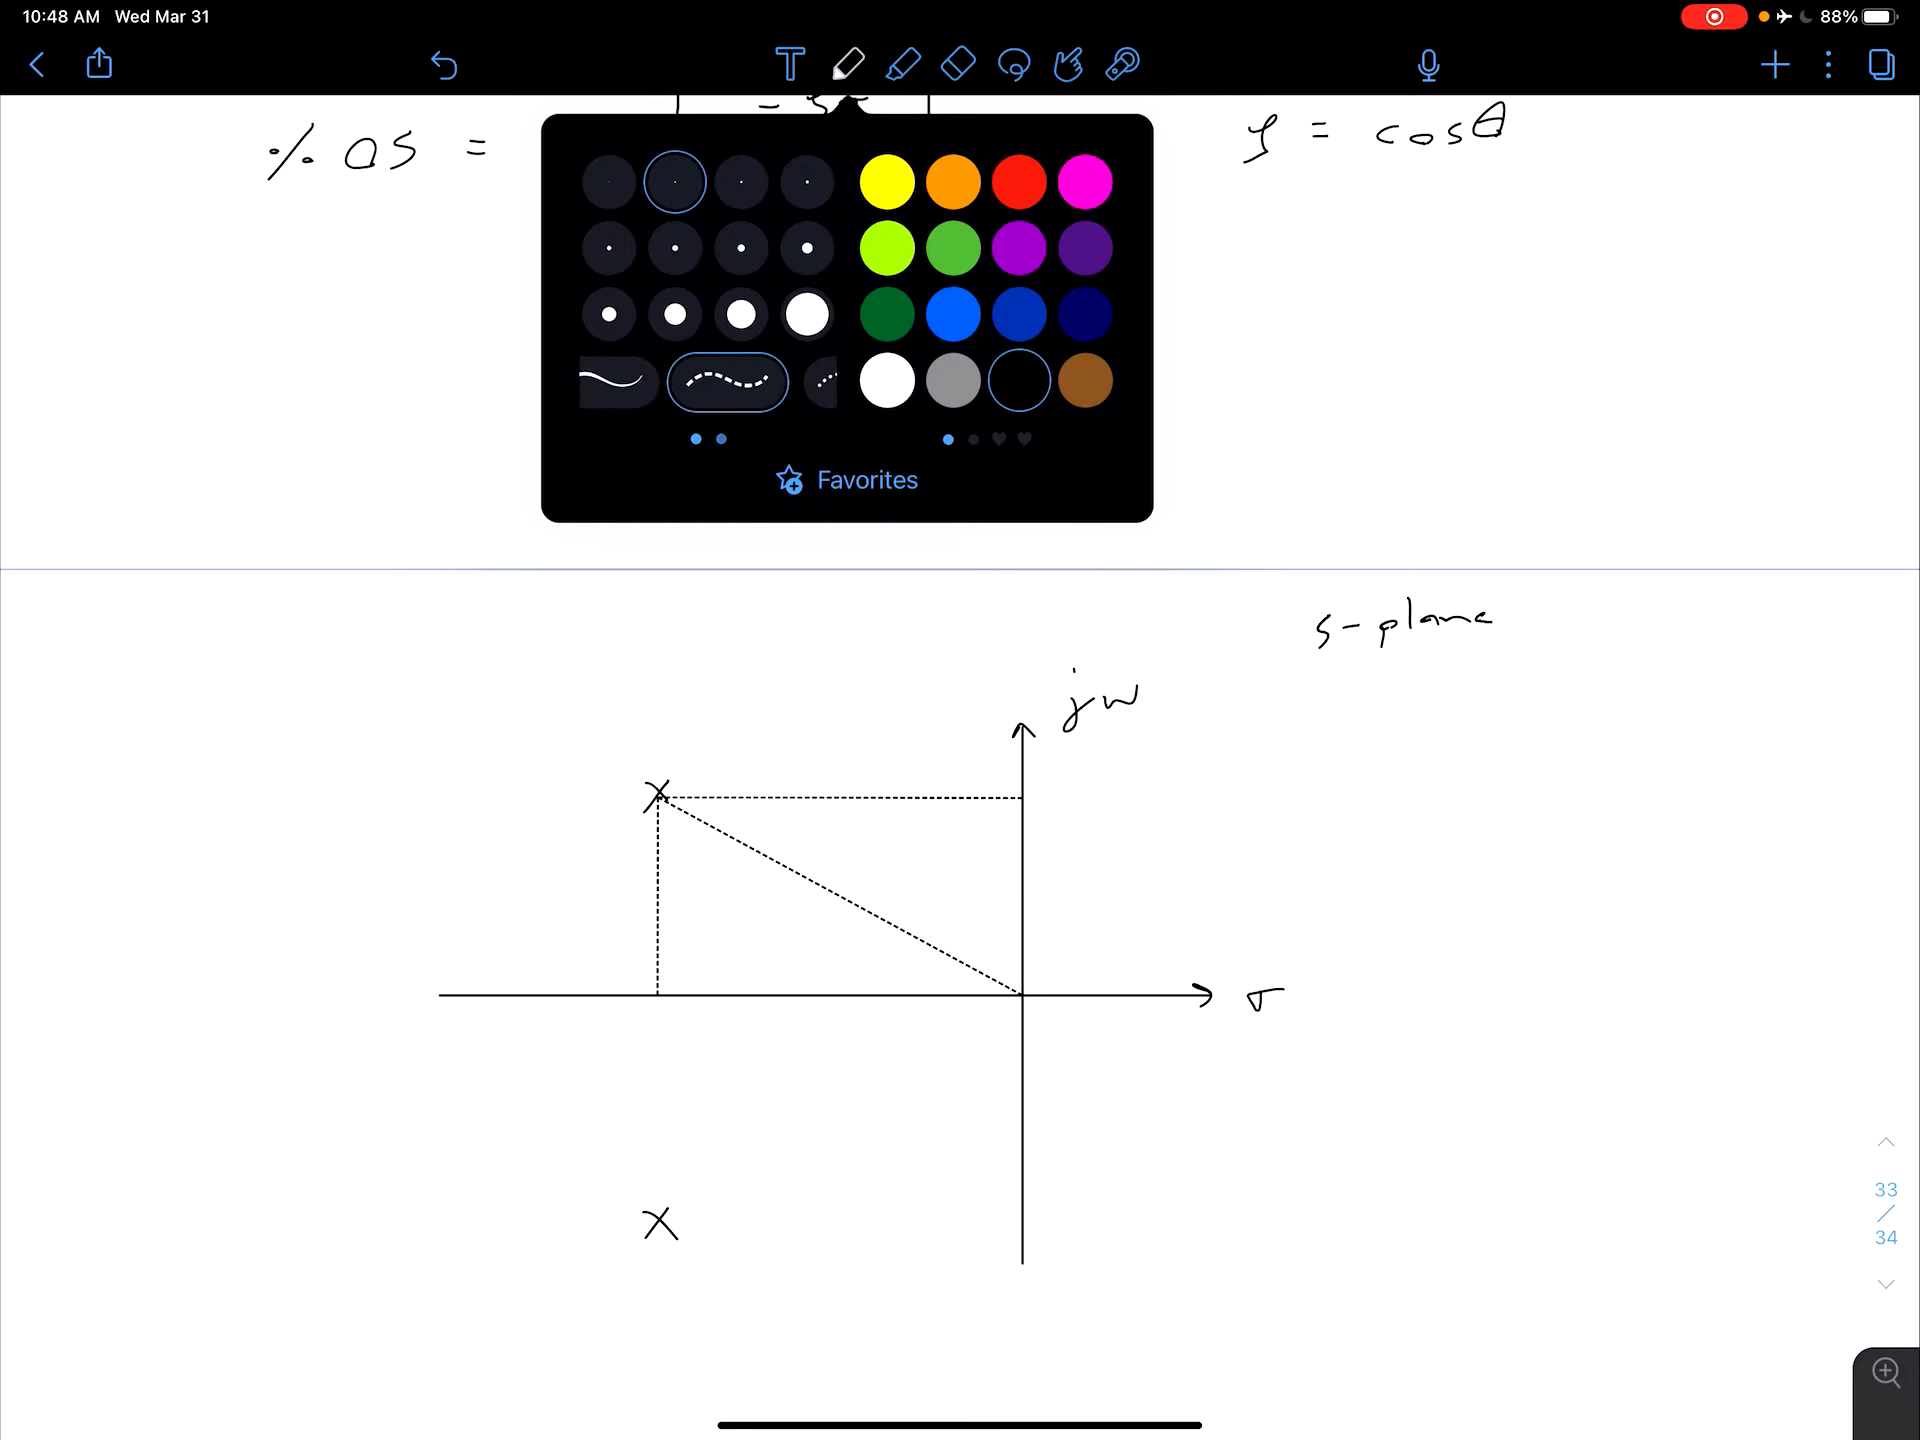 10:48 AM Wed Mar 31
88%
% OS =
ζ = cosθ
Favorites
s-plane
jω
X
σ
33
/
34
X